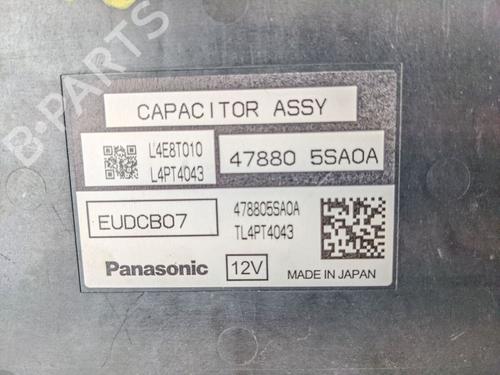 B-PARTS
CAPACITOR ASSY
L4E8T010
L4PT4043
47880 5SA0A
EUDCB07
478805SA0A
TL4PT4043
Panasonic
12V
MADE IN JAPAN